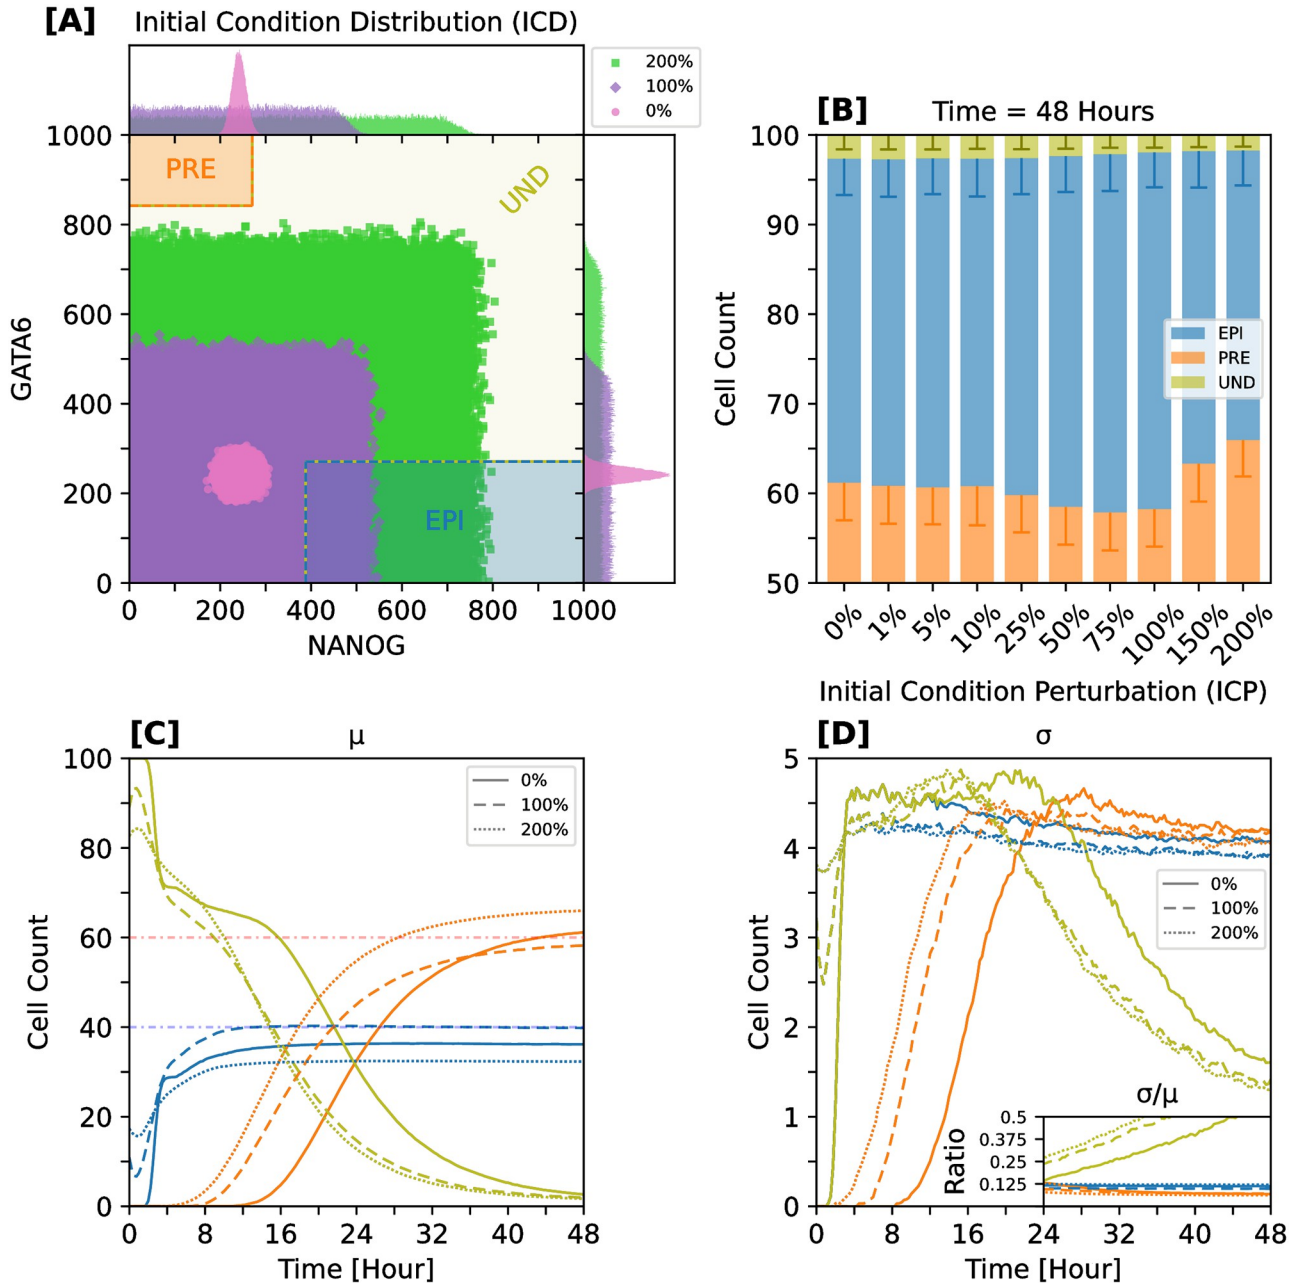 [A] Initial Condition Distribution (ICD)
200%
100%
0%
1000
800
600
400
200
0
GATA6
PRE
UND
EPI
0 200 400 600 800 1000
NANOG
[B] Time = 48 Hours
100
90
80
70
60
50
Cell Count
EPI
PRE
UND
0% 1% 5% 10% 25% 50% 75% 100% 150% 200%
Initial Condition Perturbation (ICP)
[C] μ
100
80
60
40
20
0
Cell Count
0%
100%
200%
0 8 16 24 32 40 48
Time [Hour]
[D] σ
5
4
3
2
1
0
Cell Count
0%
100%
200%
σ/μ
Ratio
0.5
0.375
0.25
0.125
0 8 16 24 32 40 48
Time [Hour]